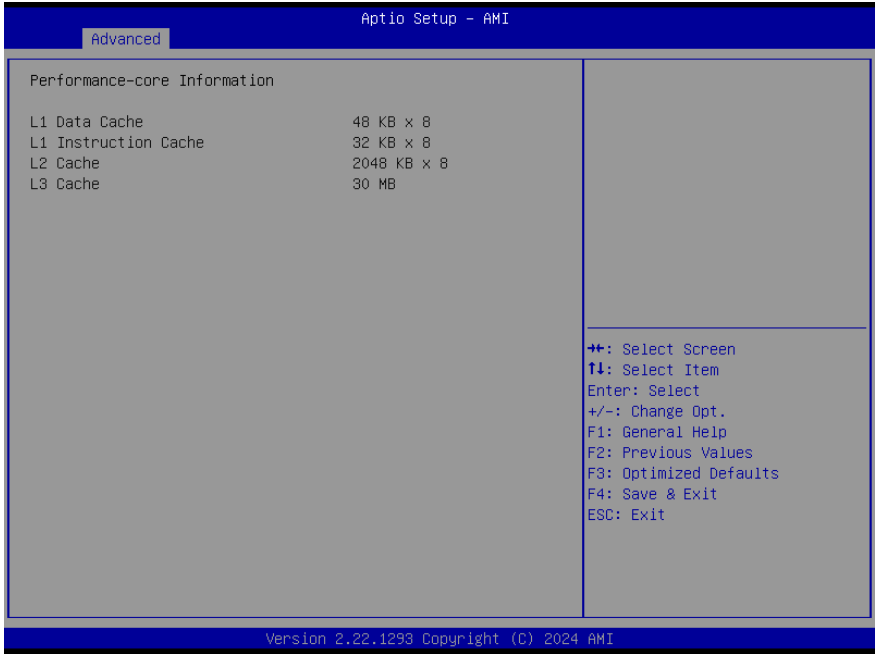 Aptio Setup – AMI
Advanced
Performance-core Information
L1 Data Cache 48 KB x 8
L1 Instruction Cache 32 KB x 8
L2 Cache 2048 KB x 8
L3 Cache 30 MB
→←: Select Screen
↑↓: Select Item
Enter: Select
+/-: Change Opt.
F1: General Help
F2: Previous Values
F3: Optimized Defaults
F4: Save & Exit
ESC: Exit
Version 2.22.1293 Copyright (C) 2024 AMI